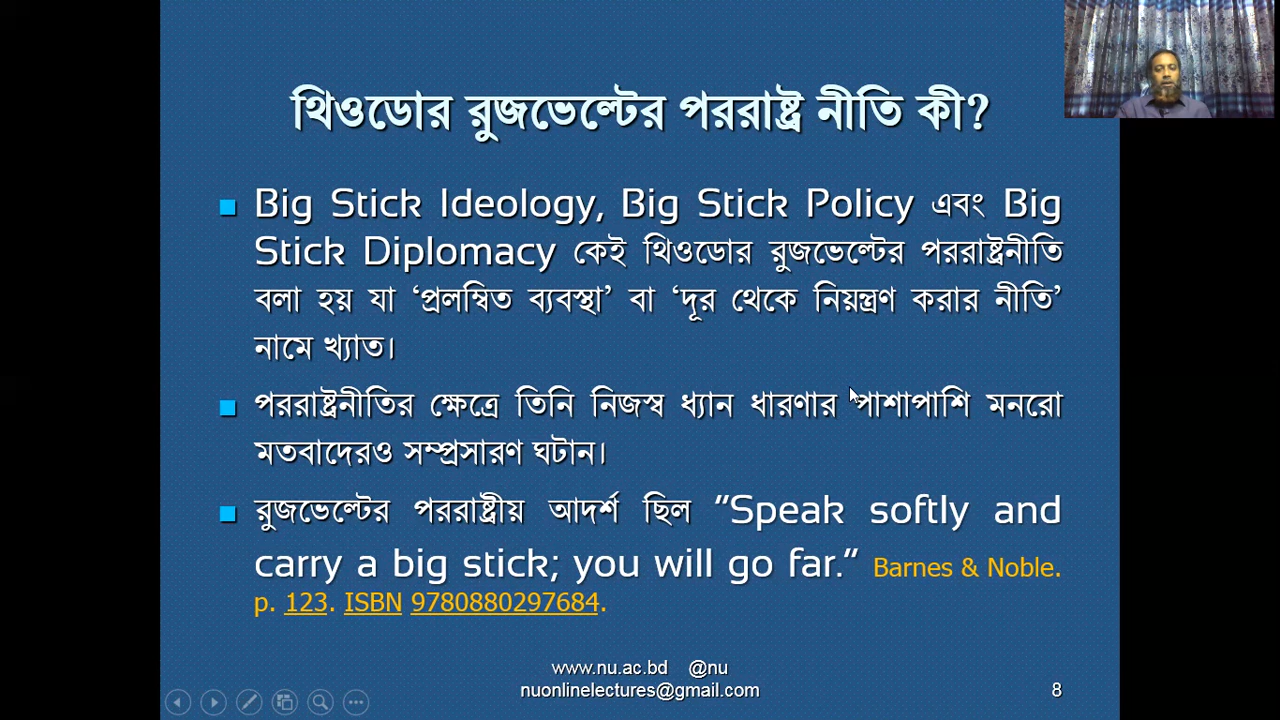 থিওডোর রুজভেল্টের পররাষ্ট্র নীতি কী?
Big Stick Ideology, Big Stick Policy এবং Big
Stick Diplomacy কেই থিওডোর রুজভেল্টের পররাষ্ট্রনীতি
বলা হয় যা ‘প্রলম্বিত ব্যবস্থা’ বা ‘দূর থেকে নিয়ন্ত্রণ করার নীতি’
নামে খ্যাত।
পররাষ্ট্রনীতির ক্ষেত্রে তিনি নিজস্ব ধ্যান ধারণার পাশাপাশি মনরো
মতবাদেরও সম্প্রসারণ ঘটান।
রুজভেল্টের পররাষ্ট্রীয় আদর্শ ছিল ”Speak softly and
carry a big stick; you will go far.” Barnes & Noble.
p. 123. ISBN 9780880297684.
www.nu.ac.bd @nu
nuonlinelectures@gmail.com 8